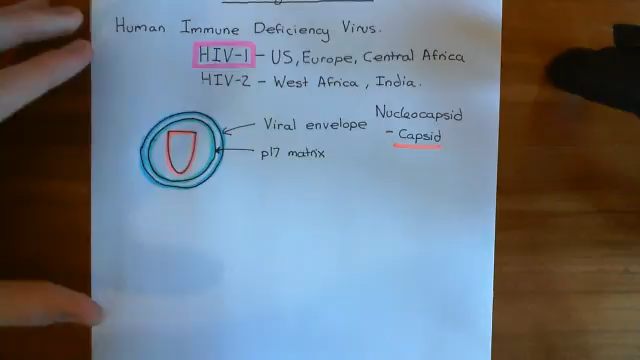 Human Immune Deficiency Virus.
HIV-1 - US, Europe, Central Africa
HIV-2 - West Africa, India.
Nucleocapsid
- Capsid
Viral envelope
p17 matrix